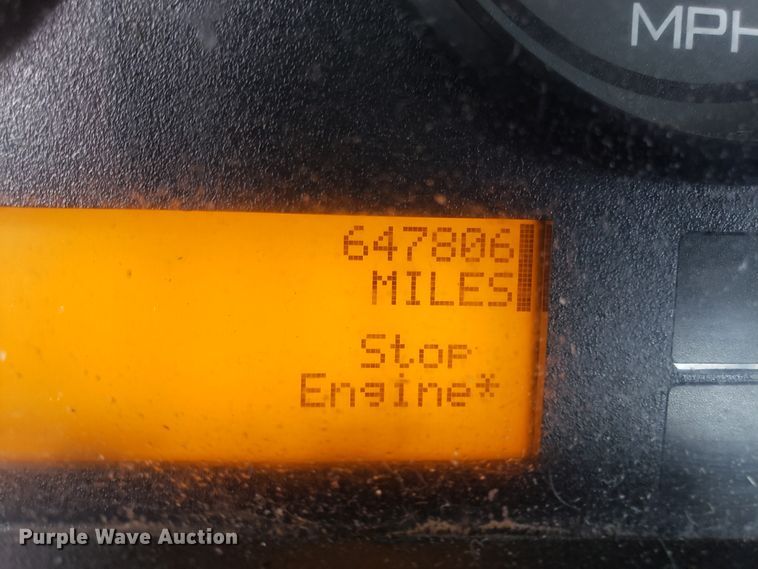 MPH
647806
MILES
Stop
Engine*
Purple Wave Auction